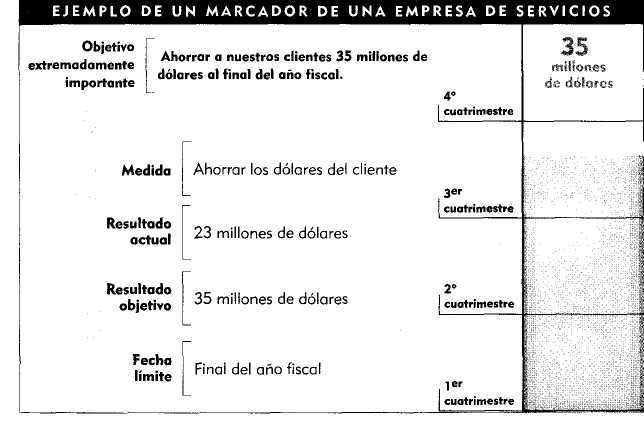 EJEMPLO DE UN MARCADOR DE UNA EMPRESA DE SERVICIOS
Objetivo
extremadamente
importante
Ahorrar a nuestros clientes 35 millones de
dólares al final del año fiscal.
35
millones
de dólares
4º
cuatrimestre
Medida
Ahorrar los dólares del cliente
3er
cuatrimestre
Resultado
actual
23 millones de dólares
Resultado
objetivo
35 millones de dólares
2º
cuatrimestre
Fecha
límite
Final del año fiscal
1er
cuatrimestre